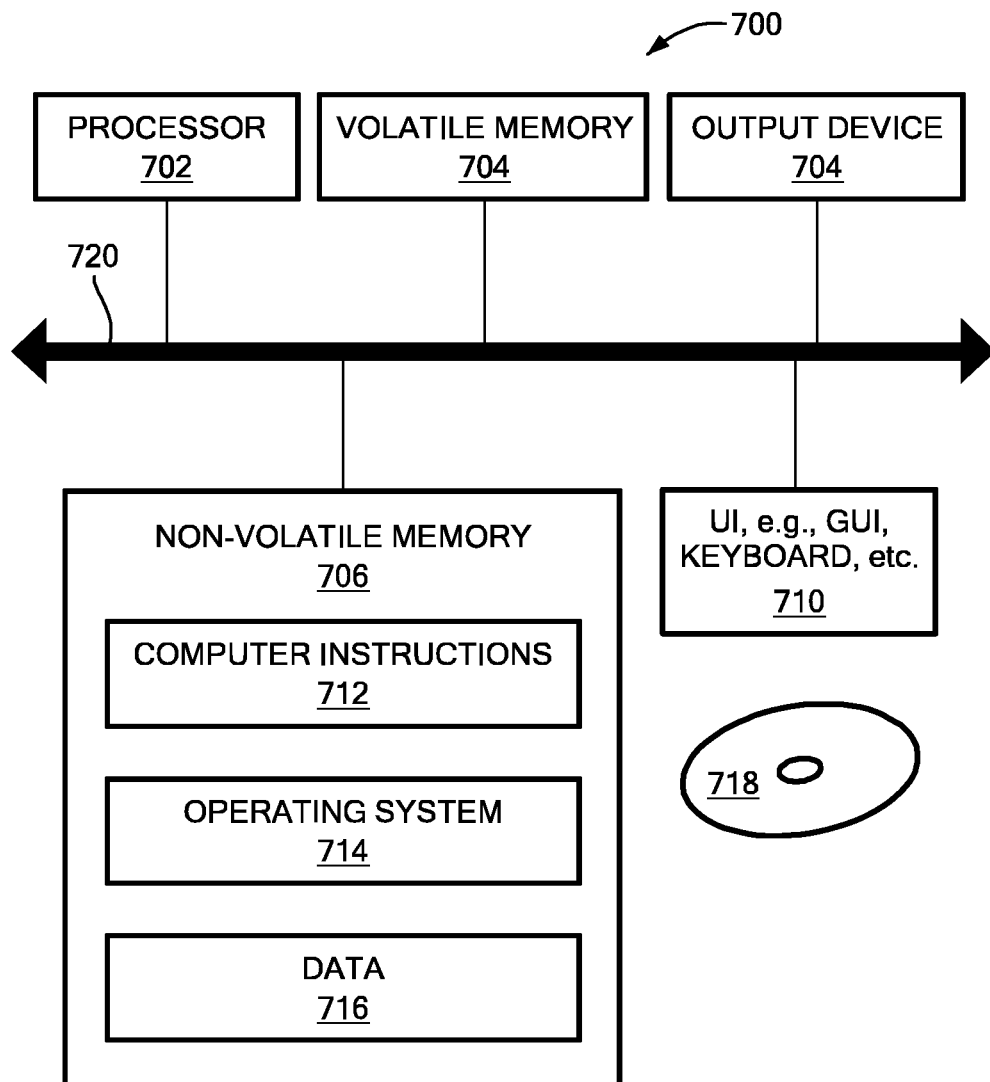 700
PROCESSOR
702
VOLATILE MEMORY
704
OUTPUT DEVICE
704
720
NON-VOLATILE MEMORY
706
COMPUTER INSTRUCTIONS
712
OPERATING SYSTEM
714
DATA
716
UI, e.g., GUI,
KEYBOARD, etc.
710
718